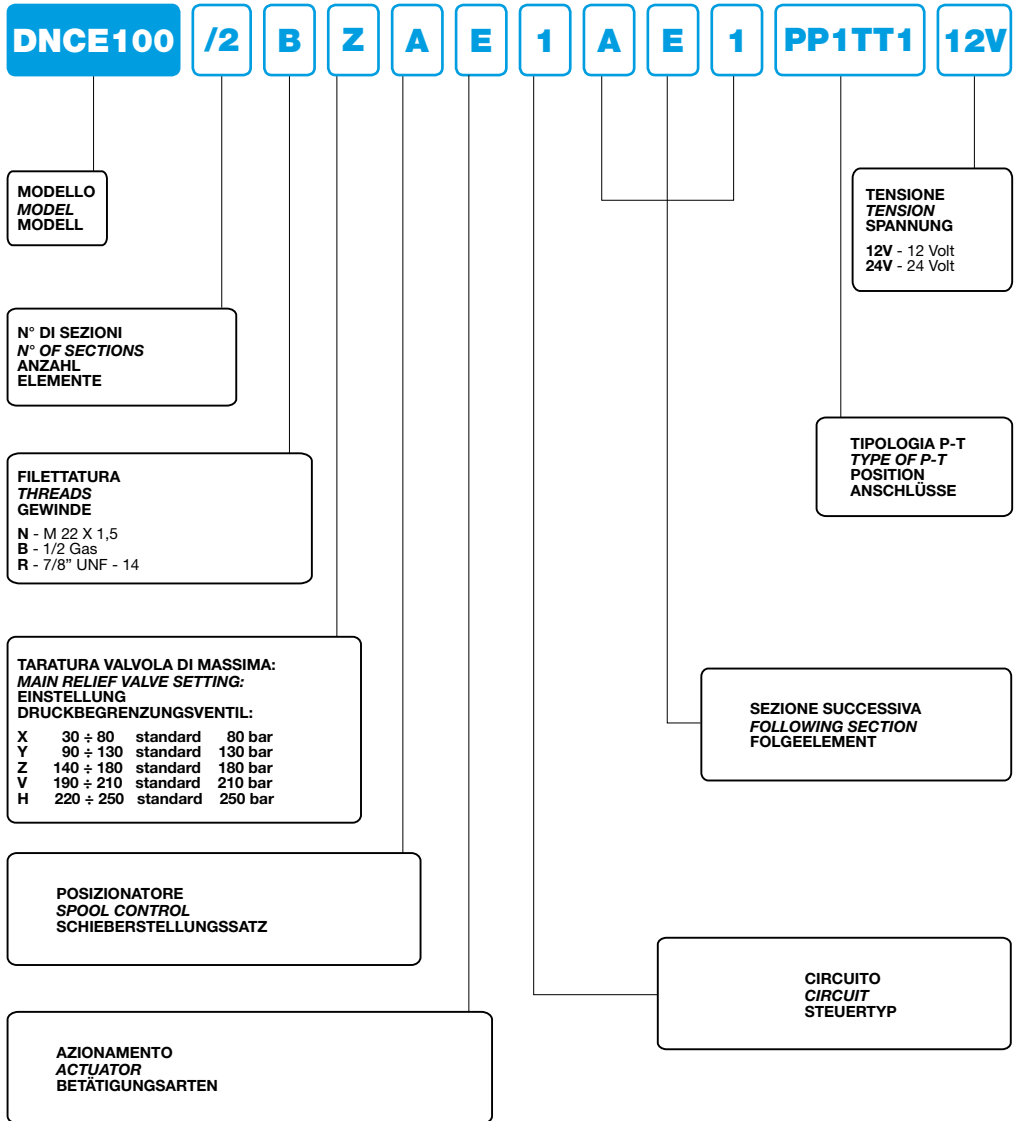 DNCE100 /2 B Z A E 1 A E 1 PP1TT1 12V
MODELLO
MODEL
MODELL
TENSIONE
TENSION
SPANNUNG
12V - 12 Volt
24V - 24 Volt
N° DI SEZIONI
N° OF SECTIONS
ANZAHL
ELEMENTE
TIPOLOGIA P-T
TYPE OF P-T
POSITION
ANSCHLÜSSE
FILETTATURA
THREADS
GEWINDE
N - M 22 X 1,5
B - 1/2 Gas
R - 7/8” UNF - 14
TARATURA VALVOLA DI MASSIMA:
MAIN RELIEF VALVE SETTING:
EINSTELLUNG
DRUCKBEGRENZUNGSVENTIL:
X 30 ÷ 80 standard 80 bar
Y 90 ÷ 130 standard 130 bar
Z 140 ÷ 180 standard 180 bar
V 190 ÷ 210 standard 210 bar
H 220 ÷ 250 standard 250 bar
SEZIONE SUCCESSIVA
FOLLOWING SECTION
FOLGEELEMENT
POSIZIONATORE
SPOOL CONTROL
SCHIEBERSTELLUNGSSATZ
CIRCUITO
CIRCUIT
STEUERTYP
AZIONAMENTO
ACTUATOR
BETÄTIGUNGSARTEN